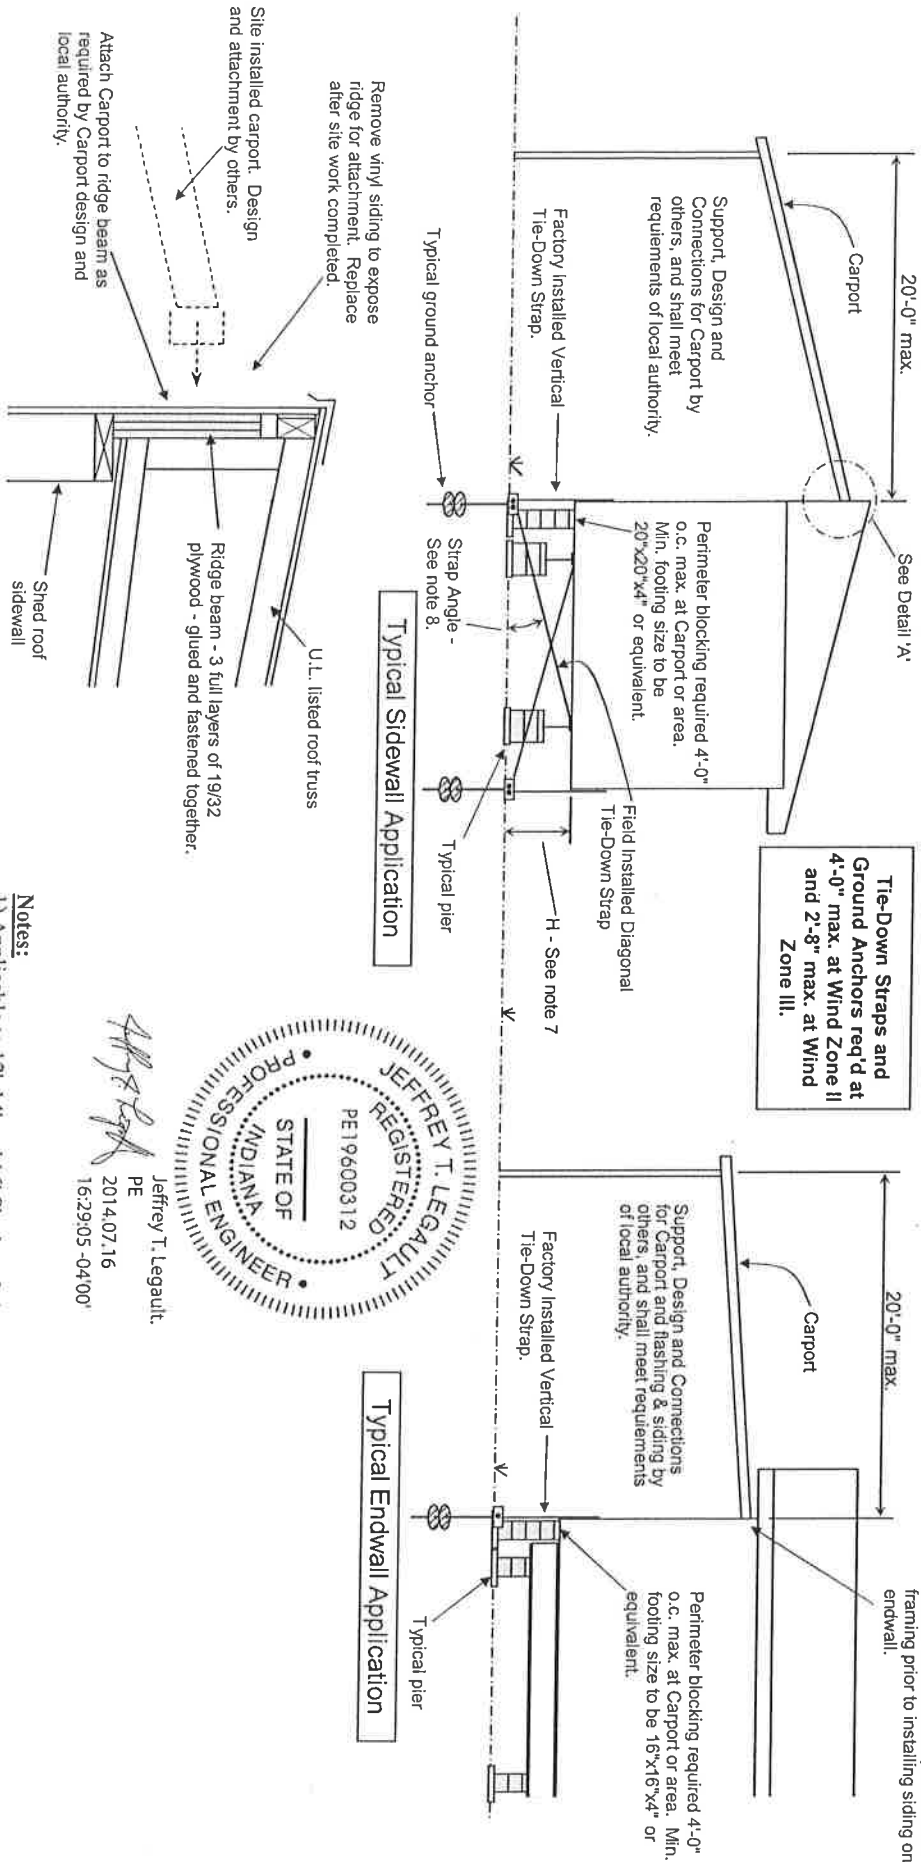 20'-0" max.
Carport
See Detail 'A'
Support, Design and
Connections for Carport by
others, and shall meet
requiements of local authority.
Factory Installed Vertical
Tie-Down Strap.
Typical ground anchor
Perimeter blocking required 4'-0"
o.c. max. at Carport or area.
Min. footing size to be
20"x20"x4" or equivalent.
Strap Angle -
See note 8.
Field Installed Diagonal
Tie-Down Strap
H - See note 7
Typical pier
Typical Sidewall Application
Tie-Down Straps and
Ground Anchors req'd at
4'-0" max. at Wind Zone II
and 2'-8" max. at Wind
Zone III.
20'-0" max.
Carport
framing prior to installing siding on
endwall.
Support, Design and Connections
for Carport and flashing & siding by
others, and shall meet requiements
of local authority.
Factory Installed Vertical
Tie-Down Strap.
Perimeter blocking required 4'-0"
o.c. max. at Carport or area. Min.
footing size to be 16"x16"x4" or
equivalent.
Typical pier
Typical Endwall Application
Remove vinyl siding to expose
ridge for attachment. Replace
after site work completed.
Site installed carport. Design
and attachment by others.
Attach Carport to ridge beam as
required by Carport design and
local authority.
U.L. listed roof truss
Ridge beam - 3 full layers of 19/32
plywood - glued and fastened together.
Shed roof
sidewall
JEFFREY T. LEGAULT
REGISTERED
PE19600312
STATE OF
INDIANA
• PROFESSIONAL ENGINEER •
Jeffrey T. Legault.
PE
2014.07.16
16:29:05 -04'00'
Notes: